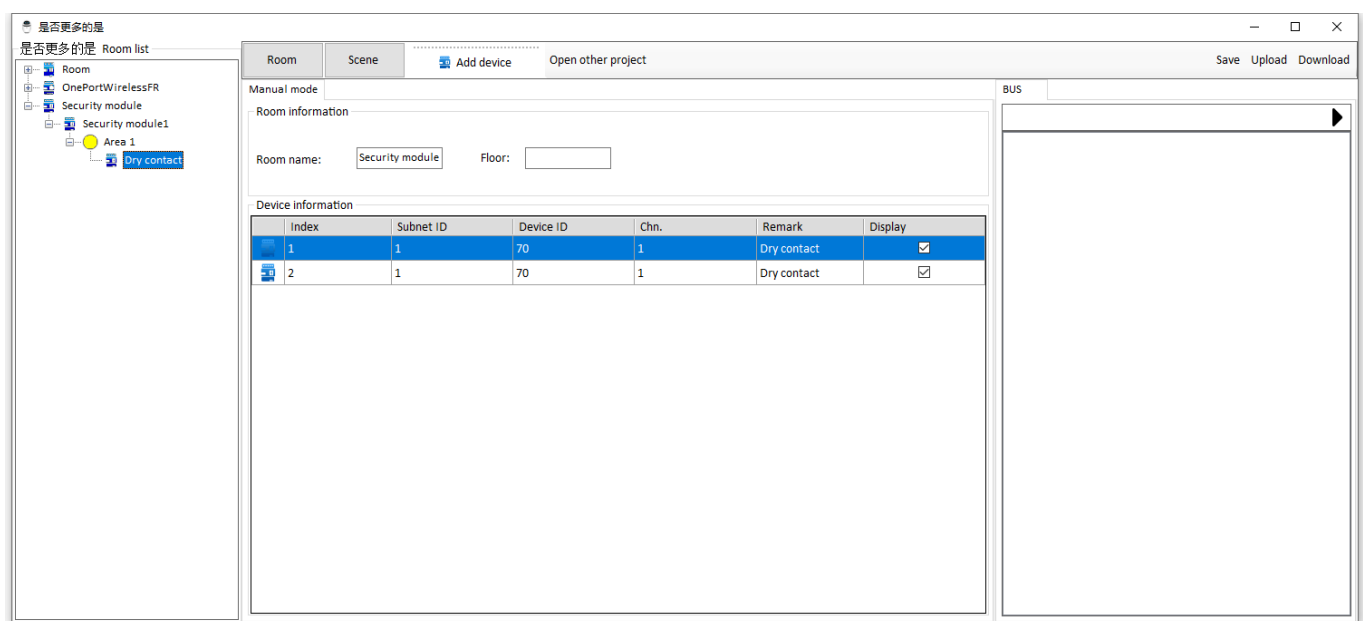 是否更多的是
是否更多的是 Room list
Room
OnePortWirelessFR
Security module
Security module1
Area 1
Dry contact
Room Scene Add device Open other project Save Upload Download
Manual mode
Room information
Room name: Security module Floor:
Device information
Index Subnet ID Device ID Chn. Remark Display
1 1 70 1 Dry contact
2 1 70 1 Dry contact
BUS